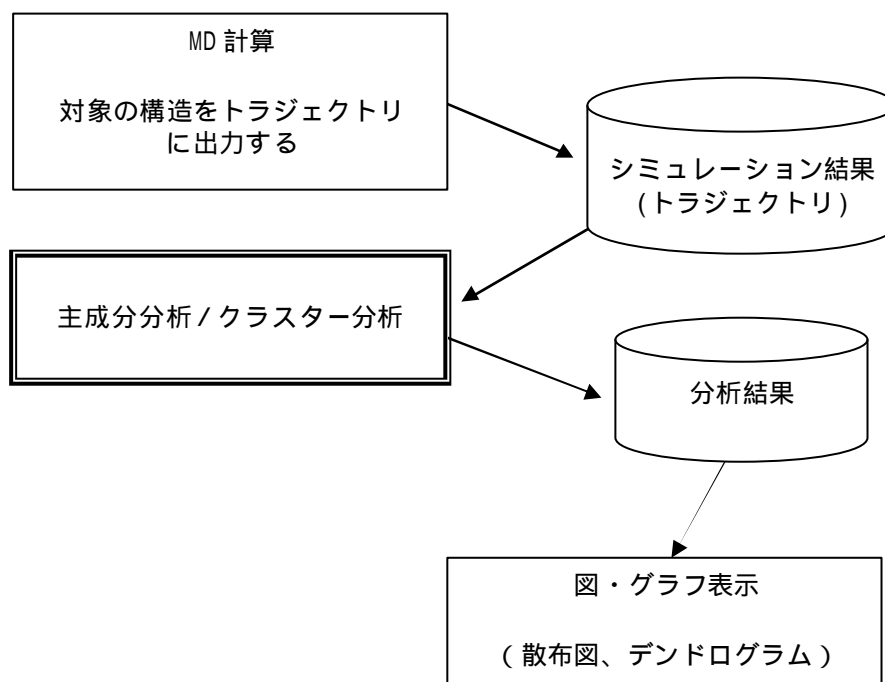 MD 計算
対象の構造をトラジェクトリ
に出力する
シミュレーション結果
(トラジェクトリ)
主成分分析 / クラスター分析
分析結果
図・グラフ表示
(散布図、デンドログラム)